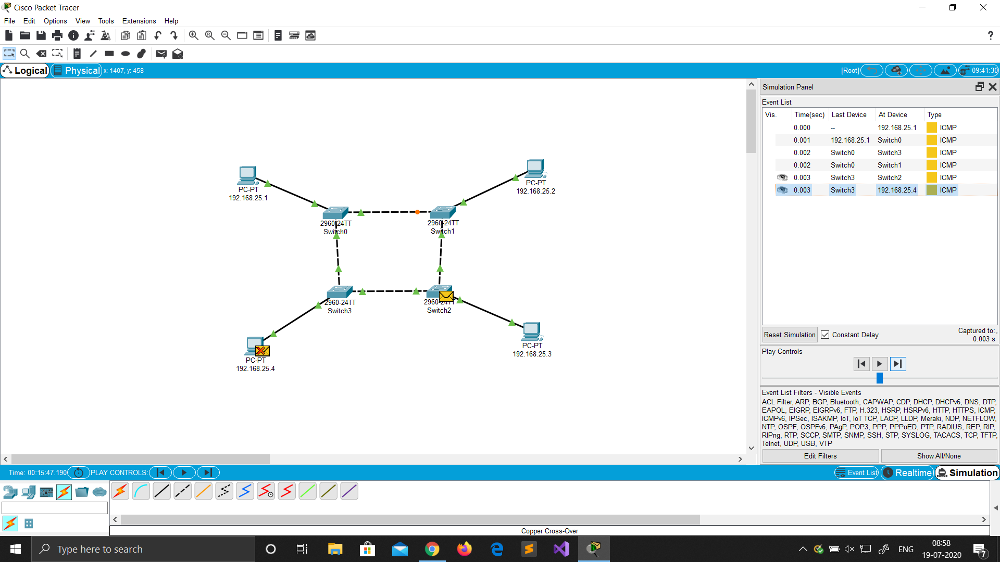 Cisco Packet Tracer
File Edit Options View Tools Extensions Help
Logical Physical x: 1407, y: 458 [Root] 09:41:30
PC-PT
192.168.25.1
PC-PT
192.168.25.2
2960-24TT
Switch0
2960-24TT
Switch1
2960-24TT
Switch3
2960-24TT
Switch2
PC-PT
192.168.25.4
PC-PT
192.168.25.3
Simulation Panel
Event List
Vis. Time(sec) Last Device At Device Type
0.000 -- 192.168.25.1 ICMP
0.001 192.168.25.1 Switch0 ICMP
0.002 Switch0 Switch3 ICMP
0.002 Switch0 Switch1 ICMP
0.003 Switch3 Switch2 ICMP
0.003 Switch3 192.168.25.4 ICMP
Reset Simulation Constant Delay Captured to:
0.003 s
Play Controls
Event List Filters - Visible Events
ACL Filter, ARP, BGP, Bluetooth, CAPWAP, CDP, DHCP, DHCPv6, DNS, DTP,
EAPOL, EIGRP, EIGRPv6, FTP, H.323, HSRP, HSRPv6, HTTP, HTTPS, ICMP,
ICMPv6, IPSec, ISAKMP, IoT, IoT TCP, LACP, LLDP, Meraki, NDP, NETFLOW,
NTP, OSPF, OSPFv6, PAgP, POP3, PPP, PPPoED, PTP, RADIUS, REP, RIP,
RIPng, RTP, SCCP, SMTP, SNMP, SSH, STP, SYSLOG, TACACS, TCP, TFTP,
Telnet, UDP, USB, VTP
Edit Filters Show All/None
Time: 00:15:47.190 PLAY CONTROLS: Event List Realtime Simulation
Copper Cross-Over
Type here to search
ENG
08:58
19-07-2020
7